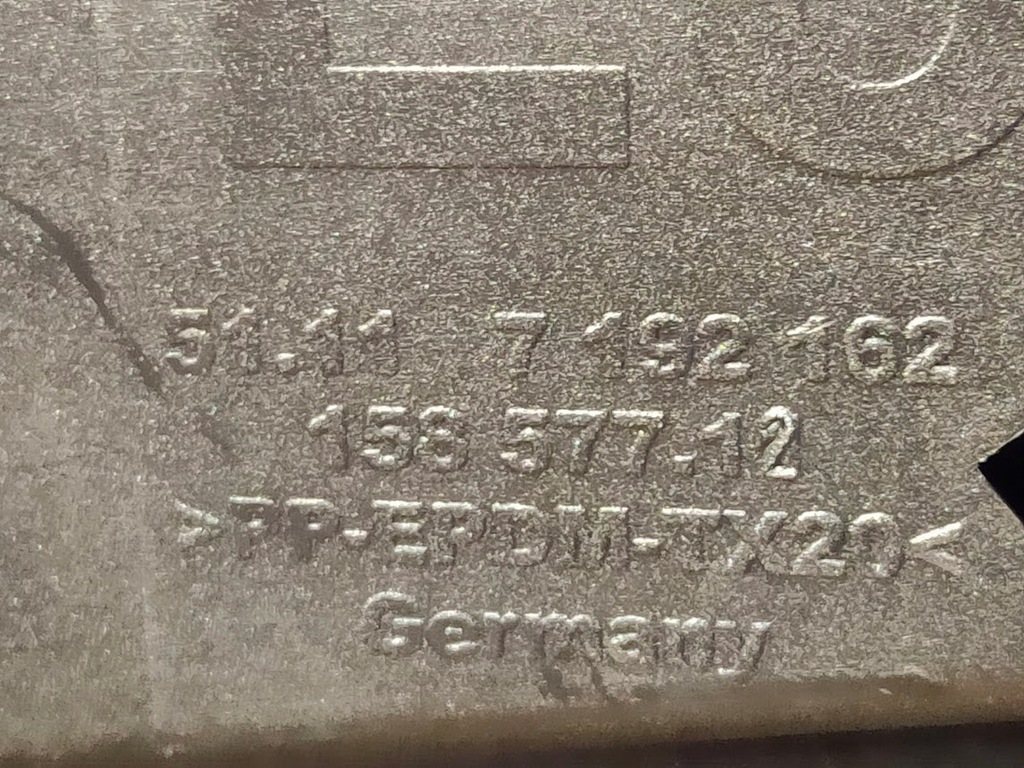 51.11 7 192 162
158 577-12
>PP-EPDM-TX20<
Germany